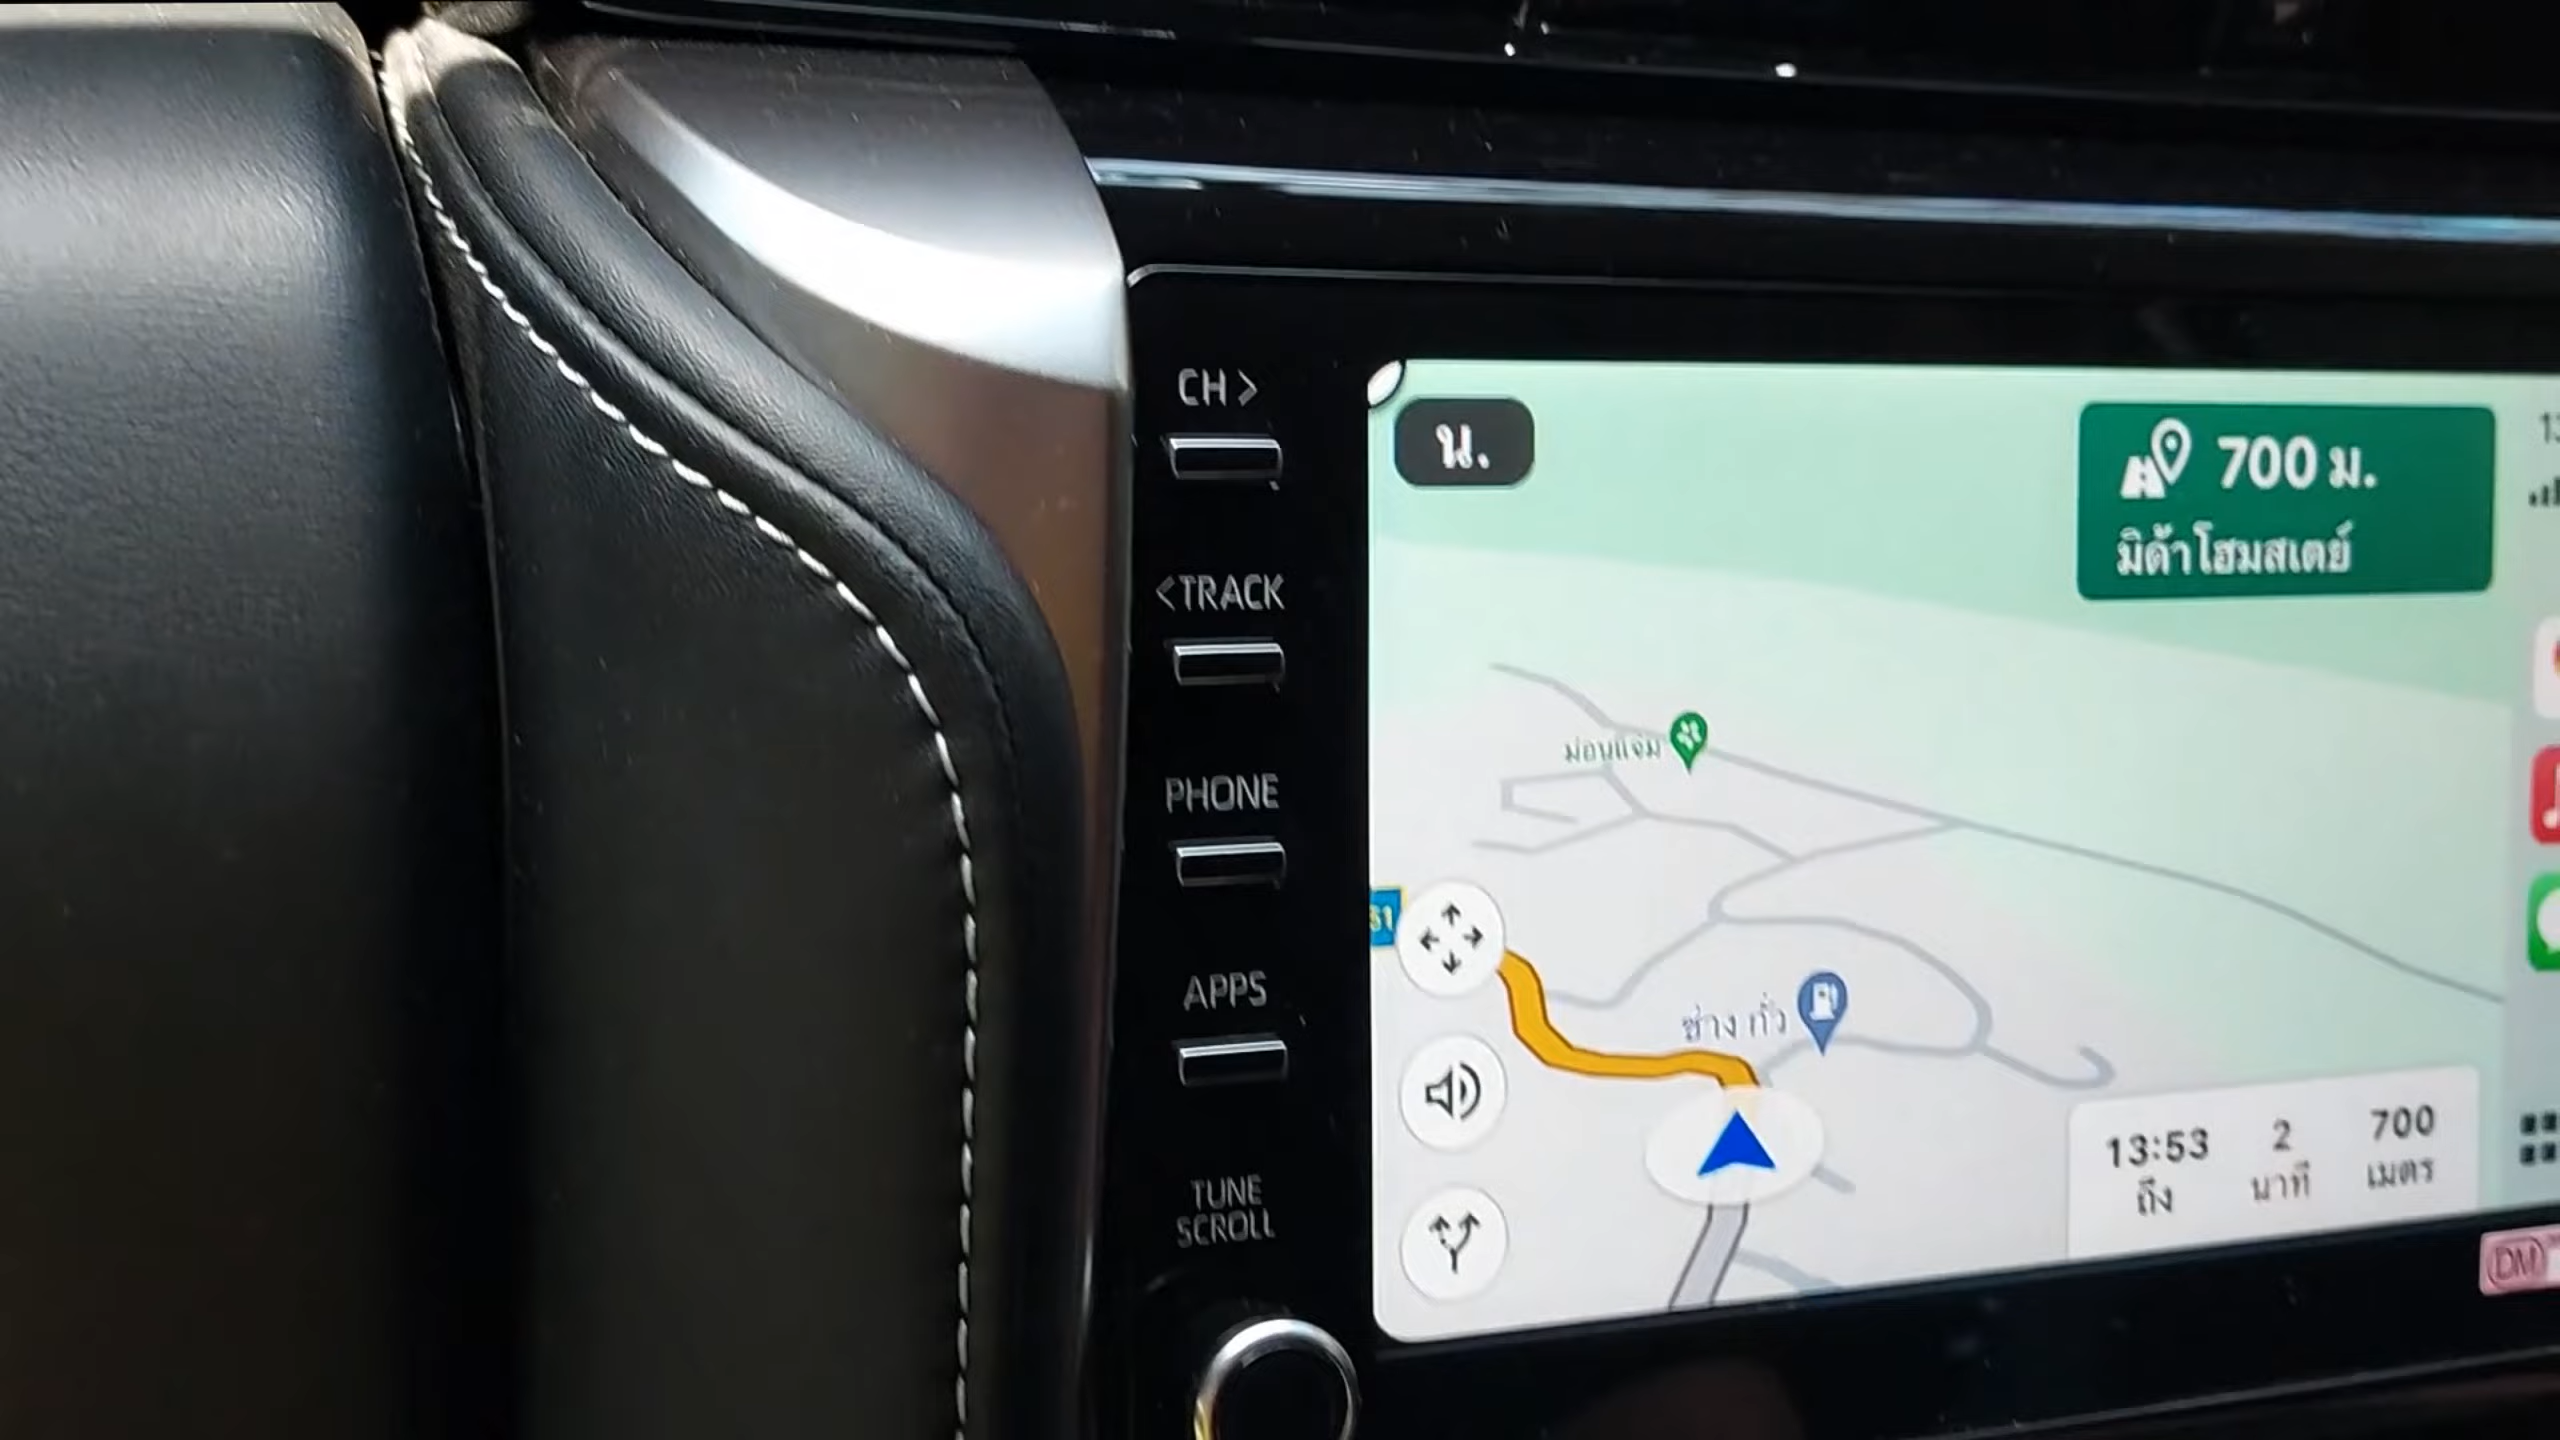 CH >
< TRACK
PHONE
APPS
TUNE
SCROLL
น.
700 ม.
มิด้าโฮมสเตย์
ม่อนแจ่ม
ช่าง กั๋ว
13:53
ถึง
2
นาที
700
เมตร